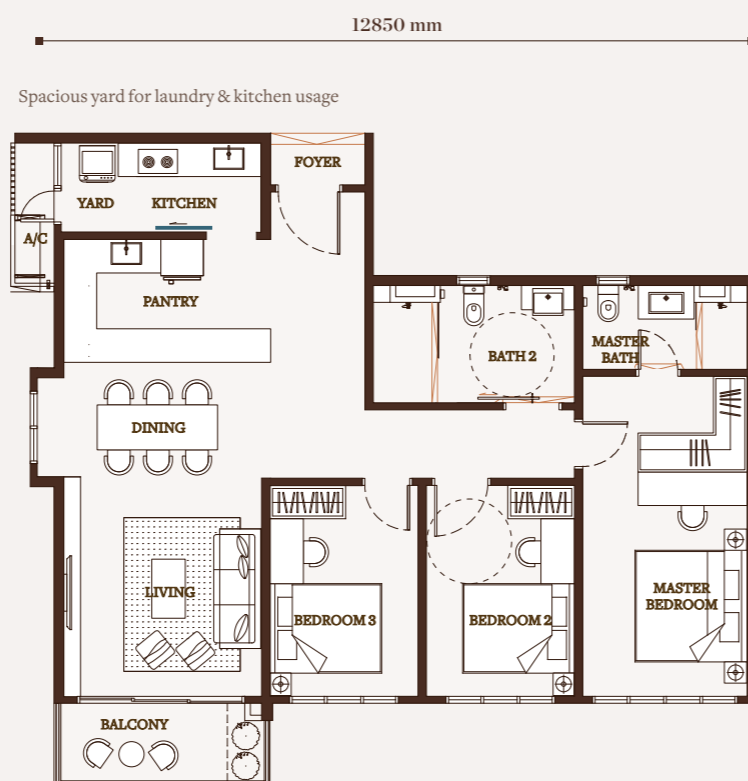 12850 mm
Spacious yard for laundry & kitchen usage
FOYER
YARD
KITCHEN
A/C
PANTRY
MASTER
BATH
BATH 2
DINING
LIVING
BEDROOM 3
BEDROOM 2
MASTER
BEDROOM
BALCONY